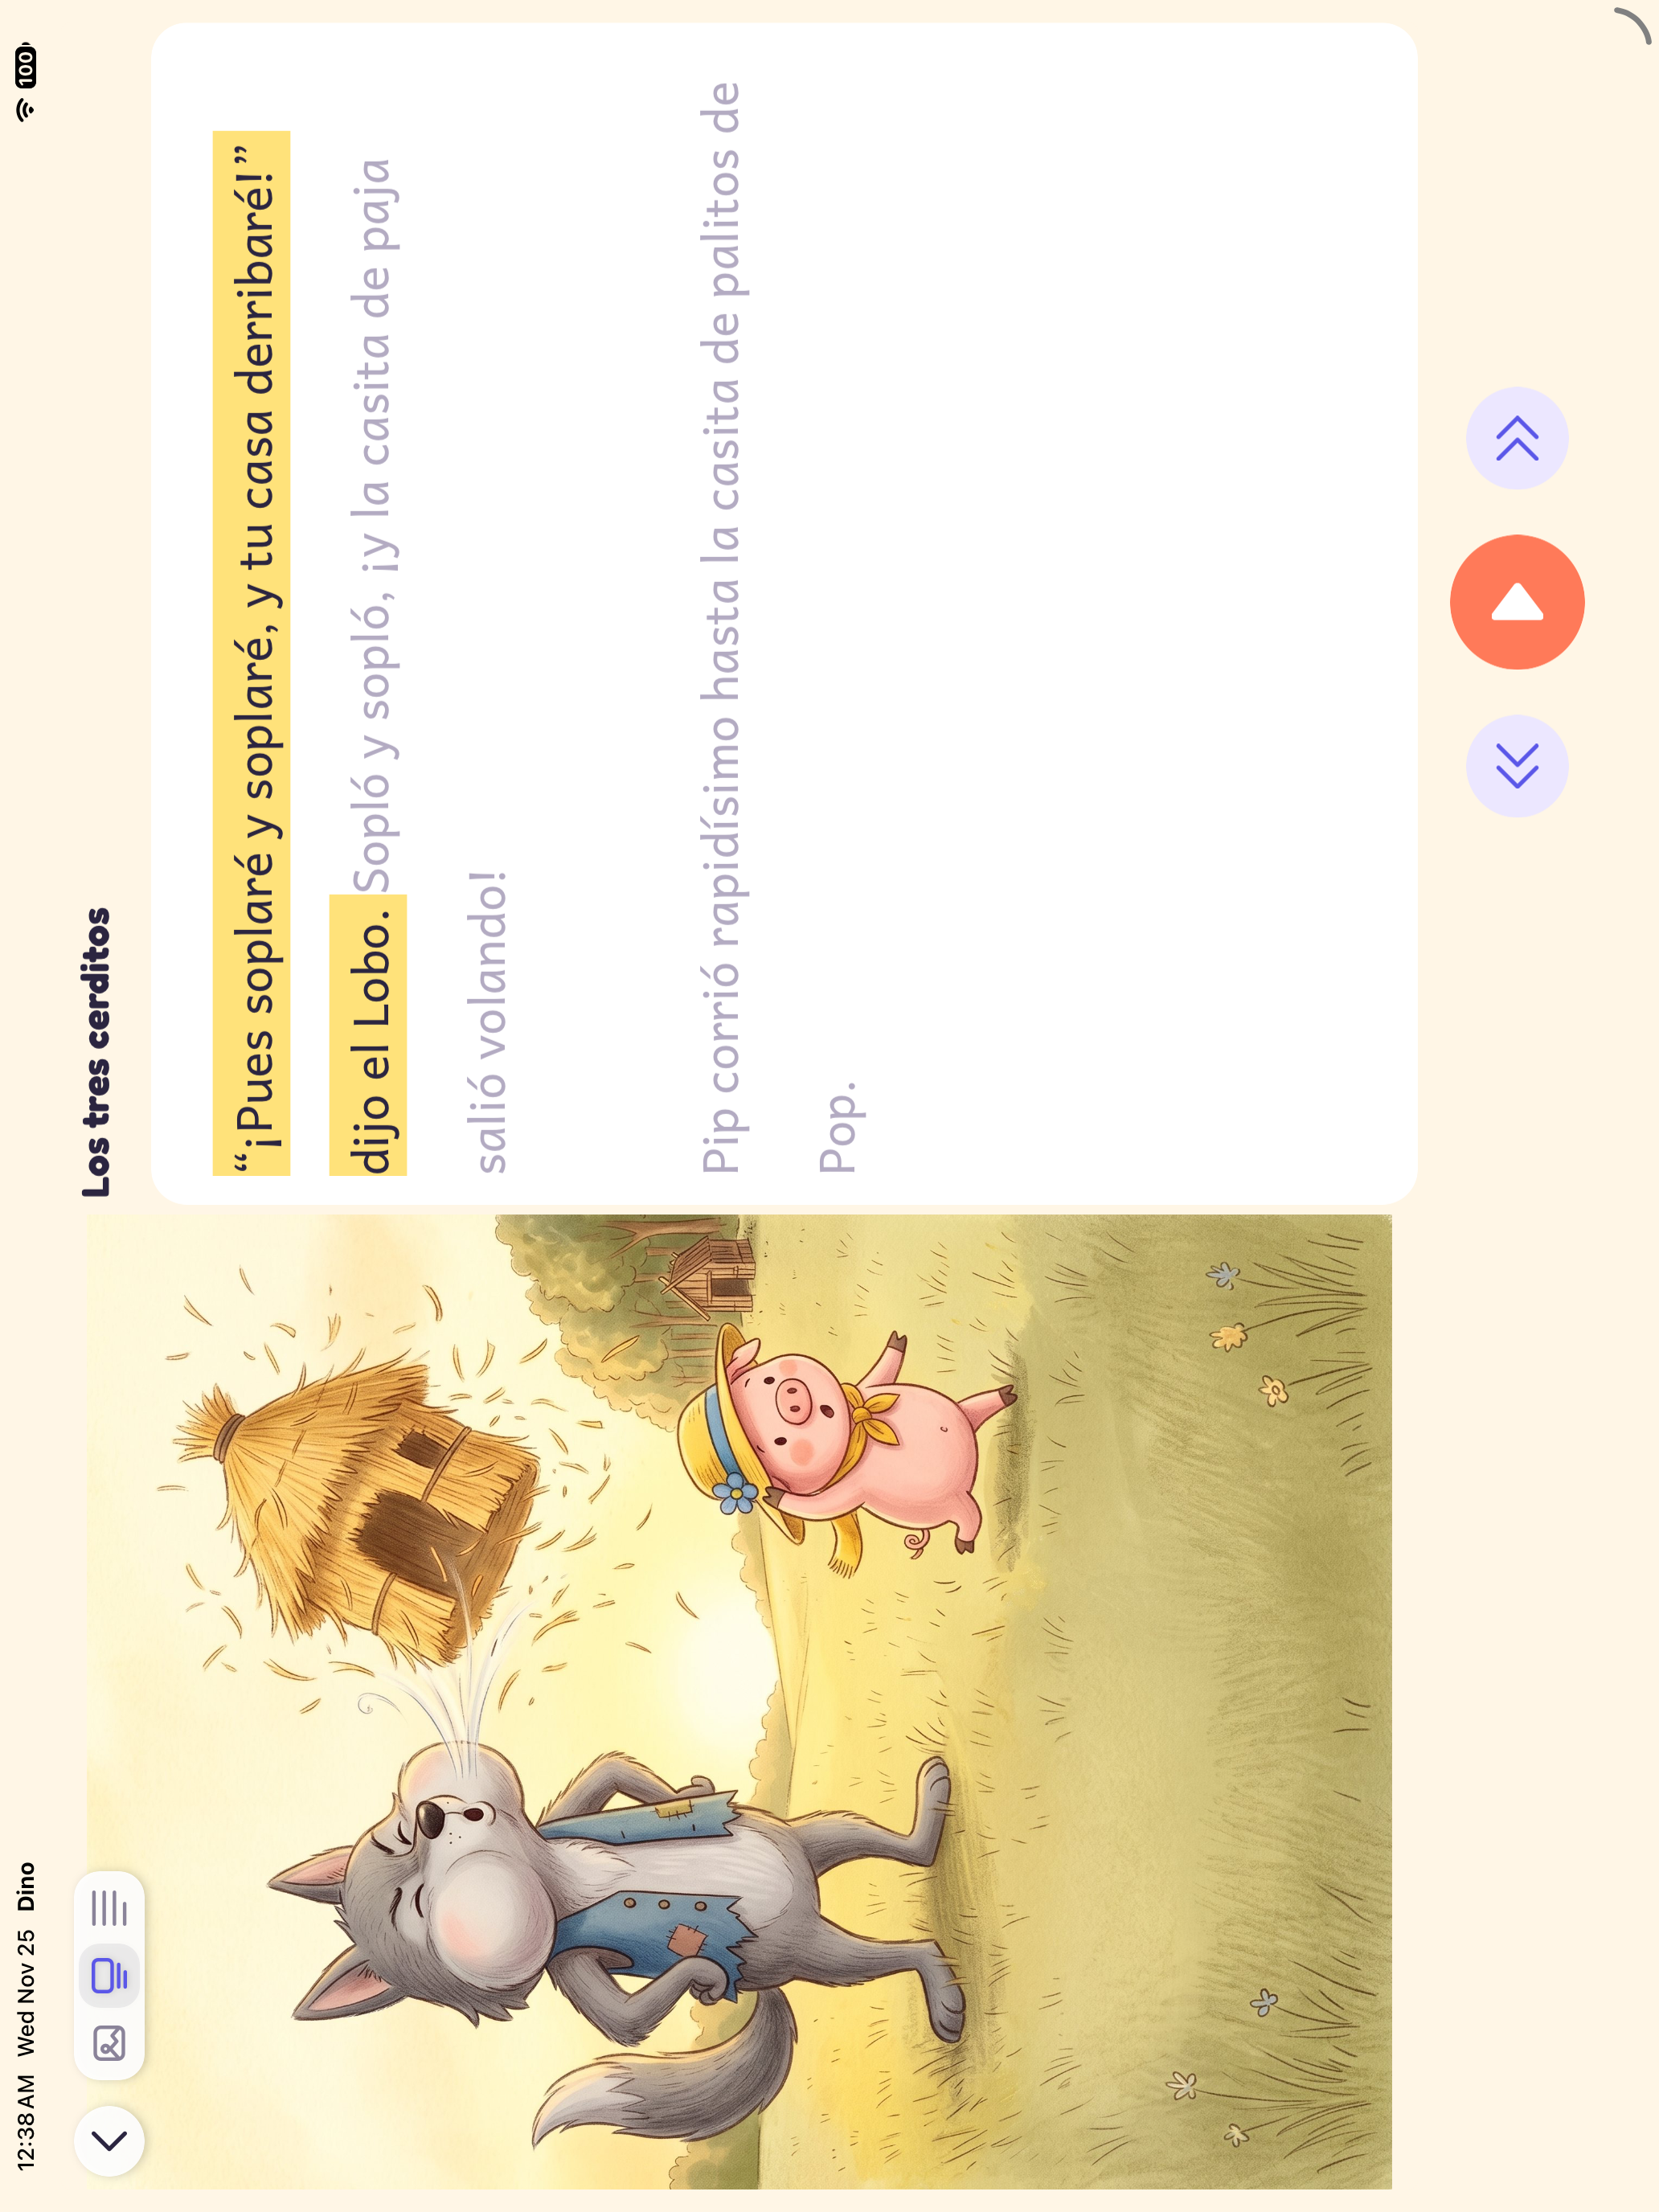 12:38 AM Wed Nov 25 Dino
100
Los tres cerditos
“¡Pues soplaré y soplaré, y tu casa derribaré!”
dijo el Lobo. Sopló y sopló, ¡y la casita de paja
salió volando!
Pip corrió rapidísimo hasta la casita de palitos de
Pop.